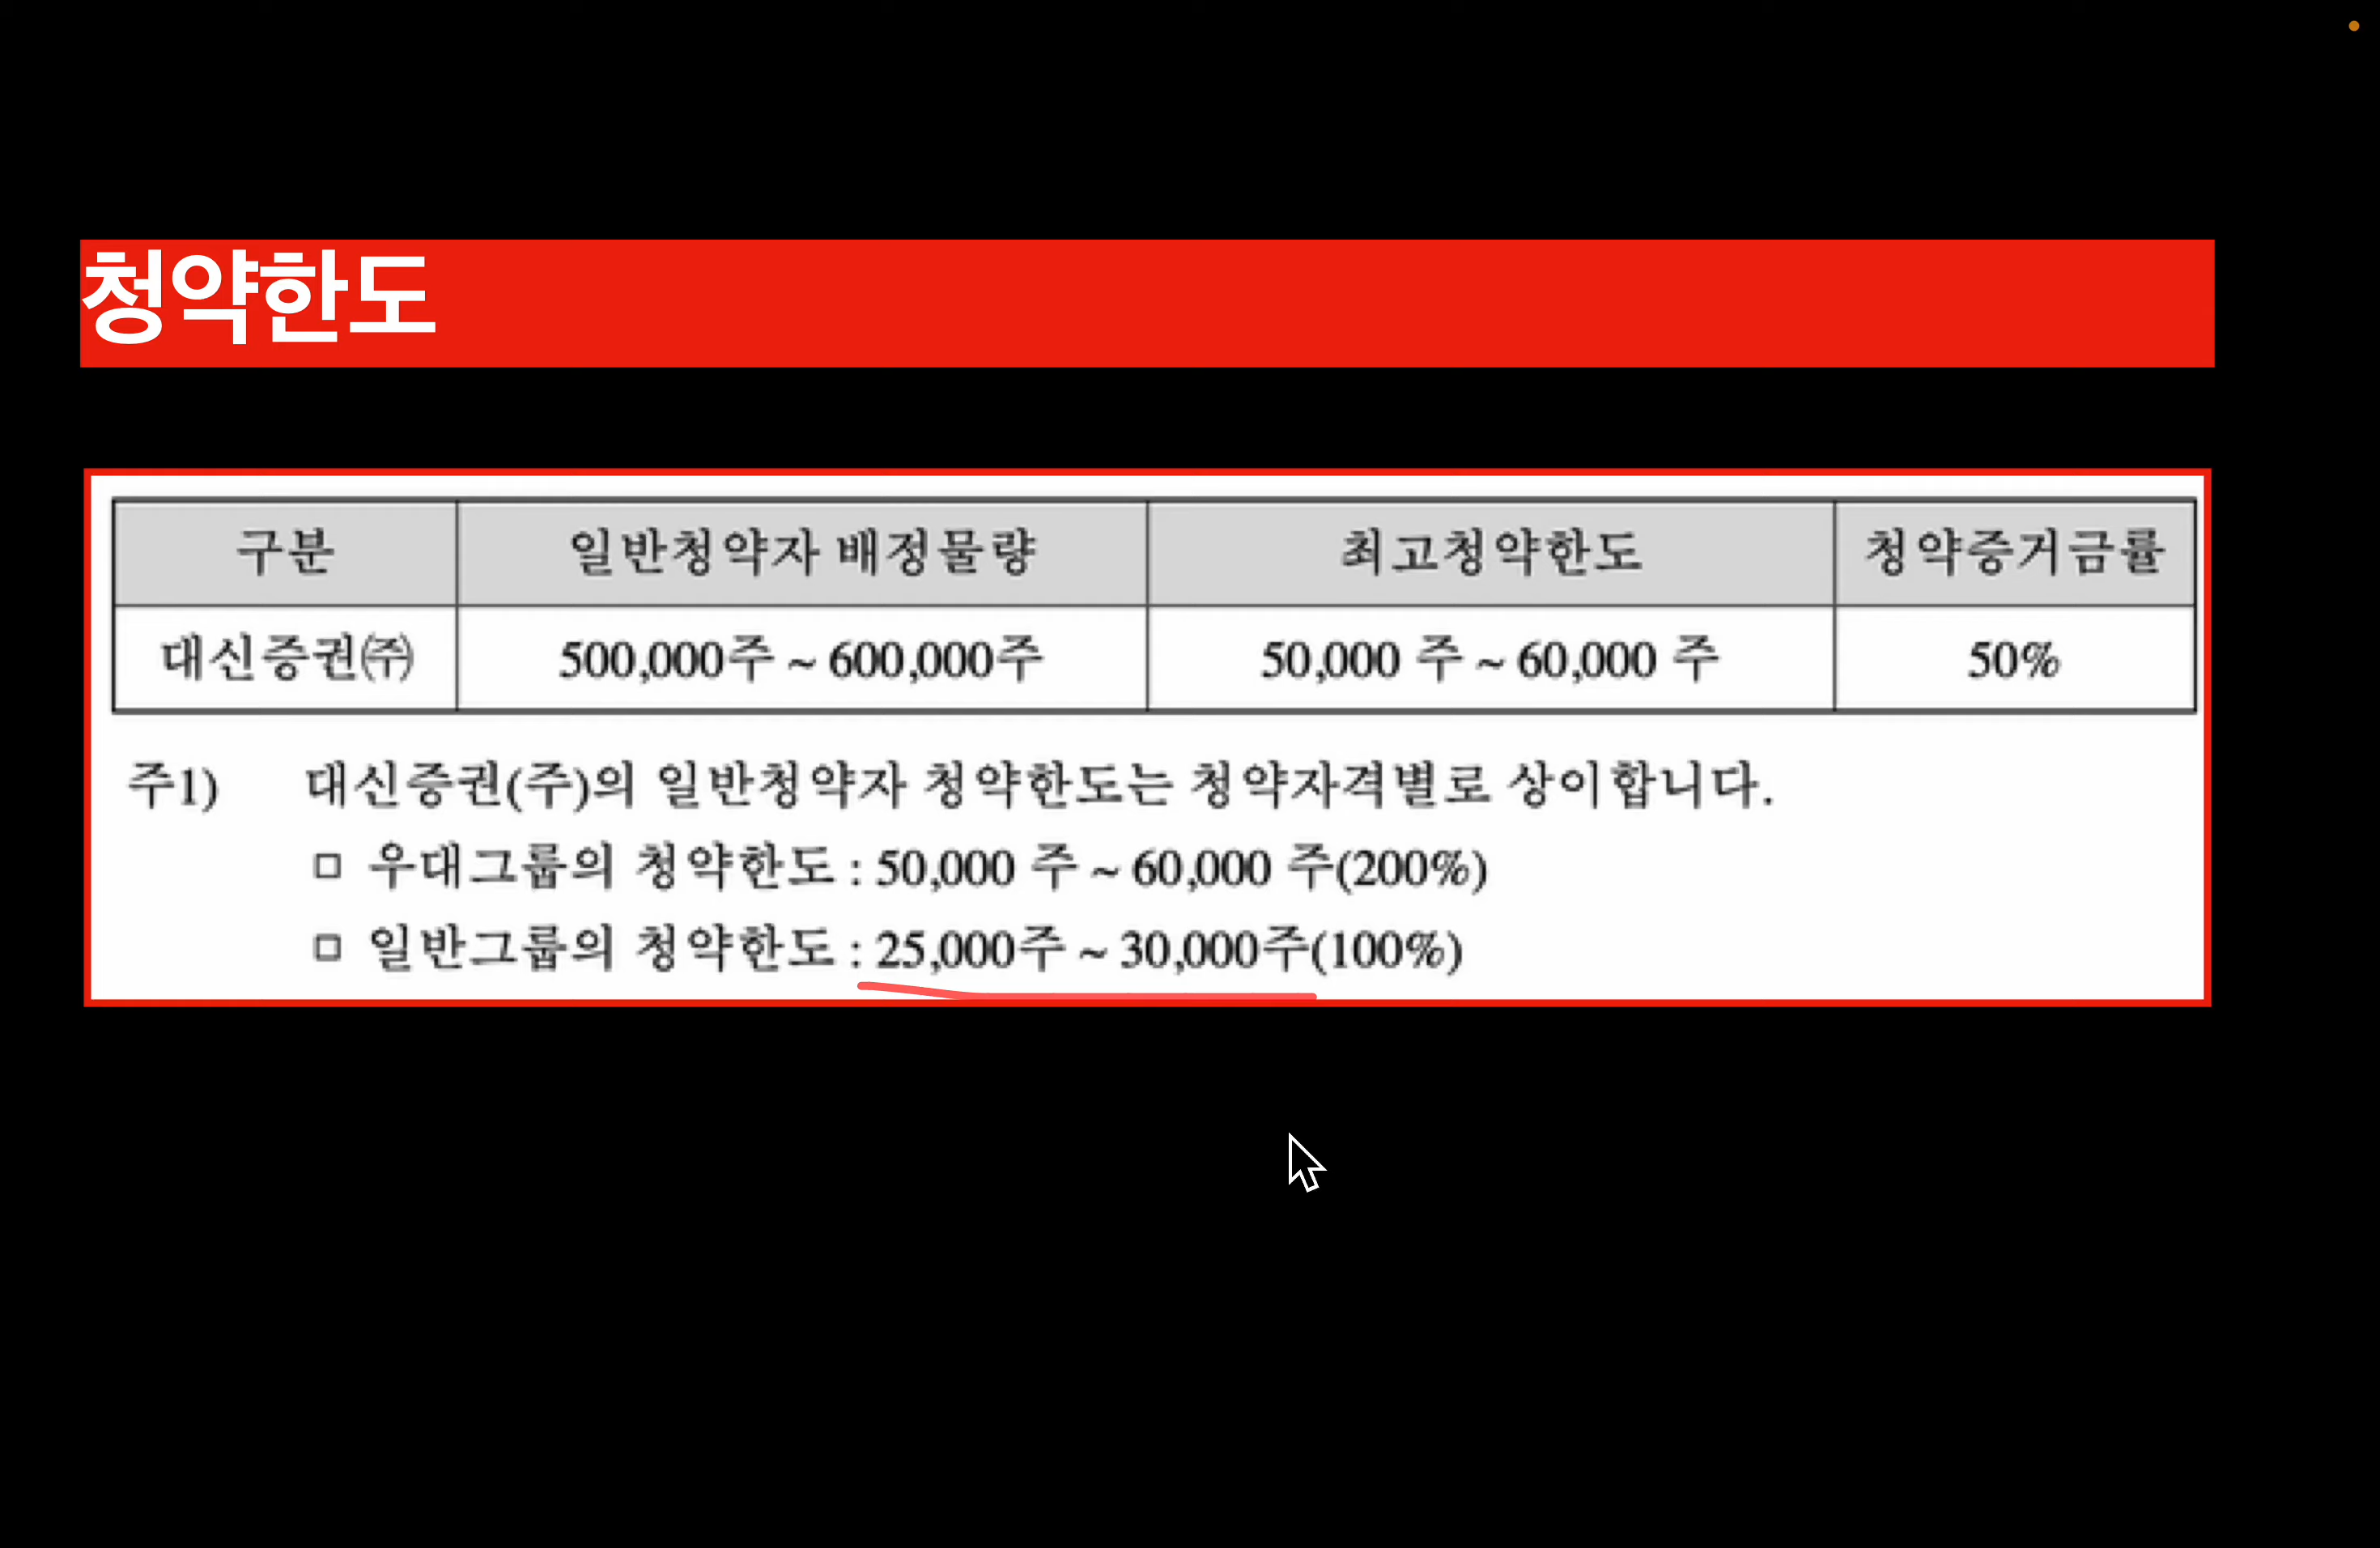 청약한도
구분 일반청약자 배정물량 최고청약한도 청약증거금률
대신증권㈜ 500,000주 ~ 600,000주 50,000 주 ~ 60,000 주 50%
주1) 대신증권(주)의 일반청약자 청약한도는 청약자격별로 상이합니다.
□ 우대그룹의 청약한도 : 50,000 주 ~ 60,000 주(200%)
□ 일반그룹의 청약한도 : 25,000주 ~ 30,000주(100%)